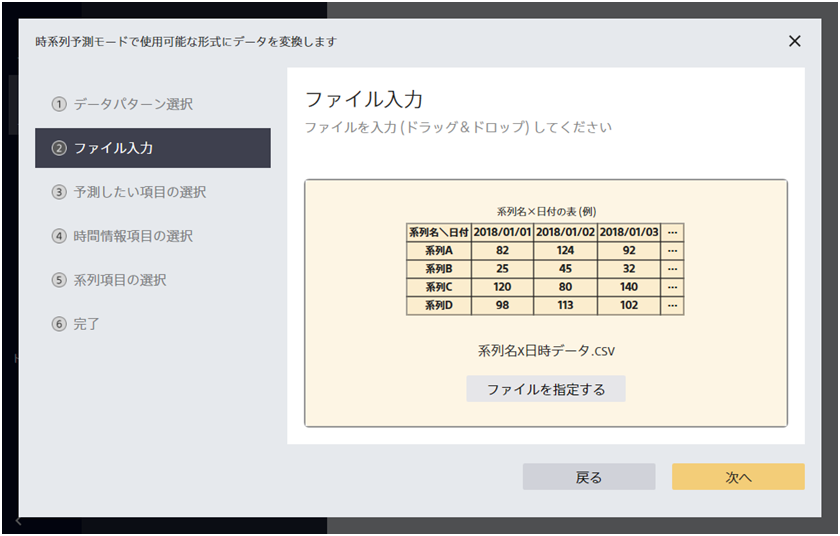 時系列予測モードで使用可能な形式にデータを変換します
1 データパターン選択
2 ファイル入力
3 予測したい項目の選択
4 時間情報項目の選択
5 系列項目の選択
6 完了
ファイル入力
ファイルを入力 (ドラッグ＆ドロップ) してください
系列名×日付の表 (例)
系列名＼日付 2018/01/01 2018/01/02 2018/01/03 …
系列A 82 124 92 …
系列B 25 45 32 …
系列C 120 80 140 …
系列D 98 113 102 …
系列名X日時データ.CSV
ファイルを指定する
戻る 次へ